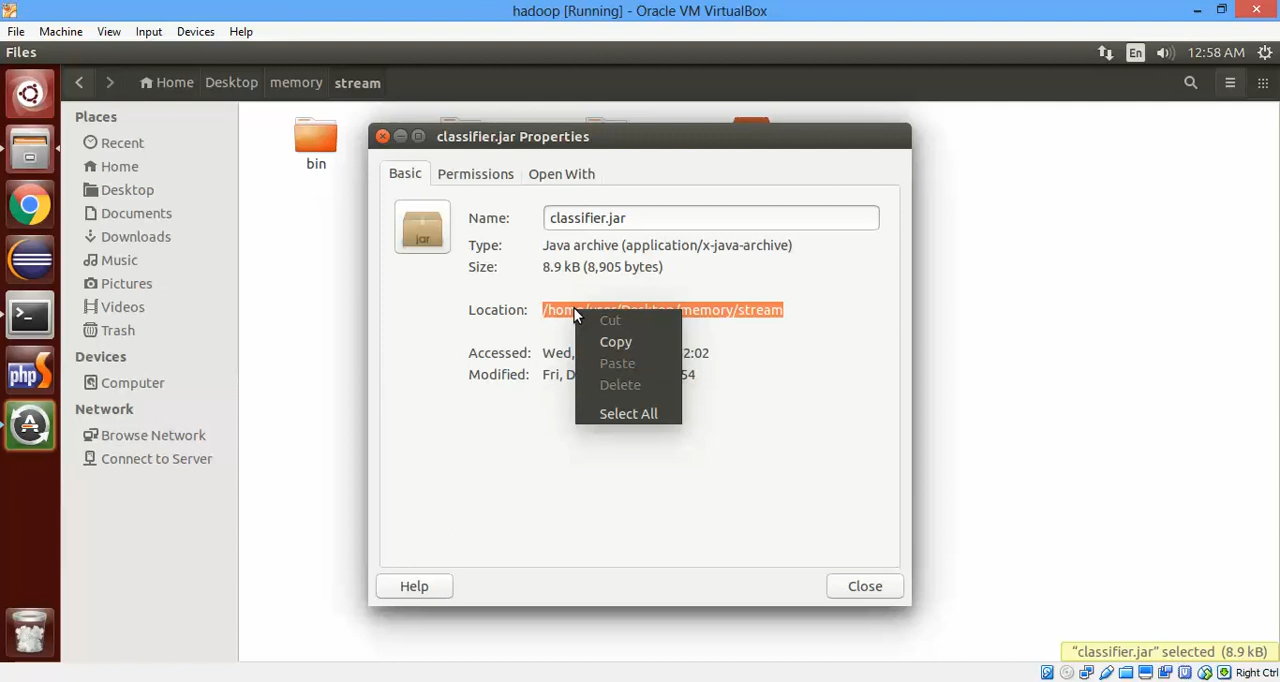 hadoop [Running] - Oracle VM VirtualBox
File Machine View Input Devices Help
Files
En 12:58 AM
Home Desktop memory stream
Places
Recent
Home
Desktop
Documents
Downloads
Music
Pictures
Videos
Trash
Devices
Computer
Network
Browse Network
Connect to Server
bin
classifier.jar Properties
Basic Permissions Open With
jar
Name: classifier.jar
Type: Java archive (application/x-java-archive)
Size: 8.9 kB (8,905 bytes)
Location: /home/user/Desktop/memory/stream
Accessed: Wed, 2:02
Modified: Fri, D 54
Cut
Copy
Paste
Delete
Select All
Help Close
php
"classifier.jar" selected (8.9 kB)
Right Ctrl